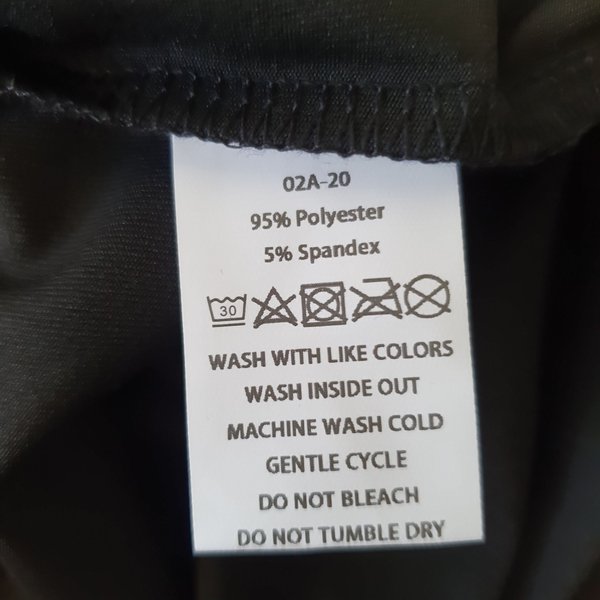 02A-20
95% Polyester
5% Spandex
30
WASH WITH LIKE COLORS
WASH INSIDE OUT
MACHINE WASH COLD
GENTLE CYCLE
DO NOT BLEACH
DO NOT TUMBLE DRY